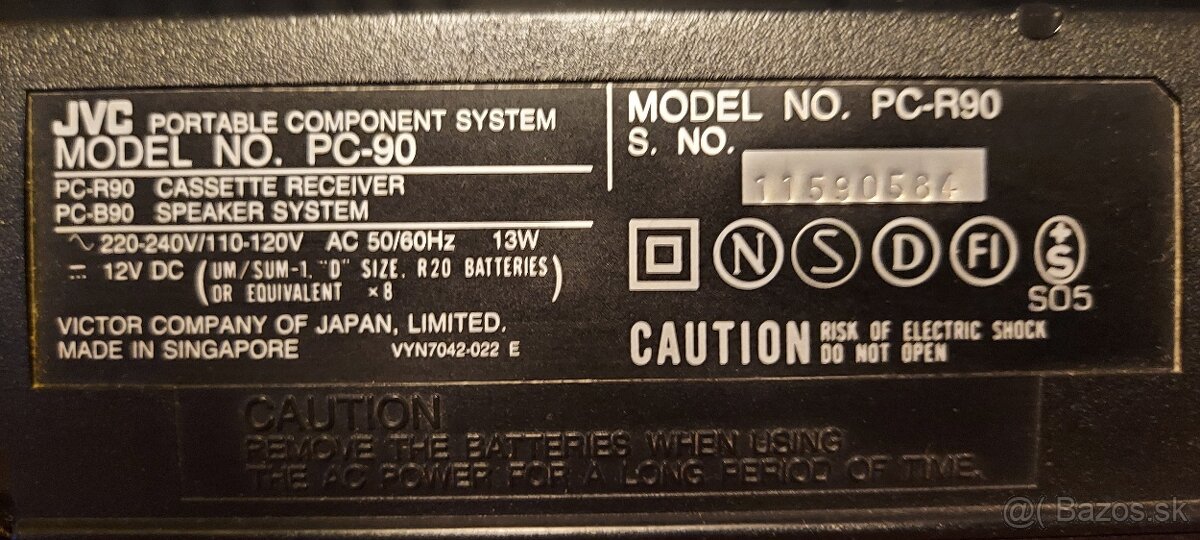 JVC PORTABLE COMPONENT SYSTEM
MODEL NO. PC-90
PC-R90 CASSETTE RECEIVER
PC-B90 SPEAKER SYSTEM
~ 220-240V/110-120V AC 50/60Hz 13W
⎓ 12V DC (UM/SUM-1, "D" SIZE, R20 BATTERIES
OR EQUIVALENT ×8)
VICTOR COMPANY OF JAPAN, LIMITED.
MADE IN SINGAPORE VYN7042-022 E
MODEL NO. PC-R90
S. NO.
11590584
N S D FI +S
S05
CAUTION RISK OF ELECTRIC SHOCK
DO NOT OPEN
CAUTION
REMOVE THE BATTERIES WHEN USING
THE AC POWER FOR A LONG PERIOD OF TIME.
@( Bazos.sk